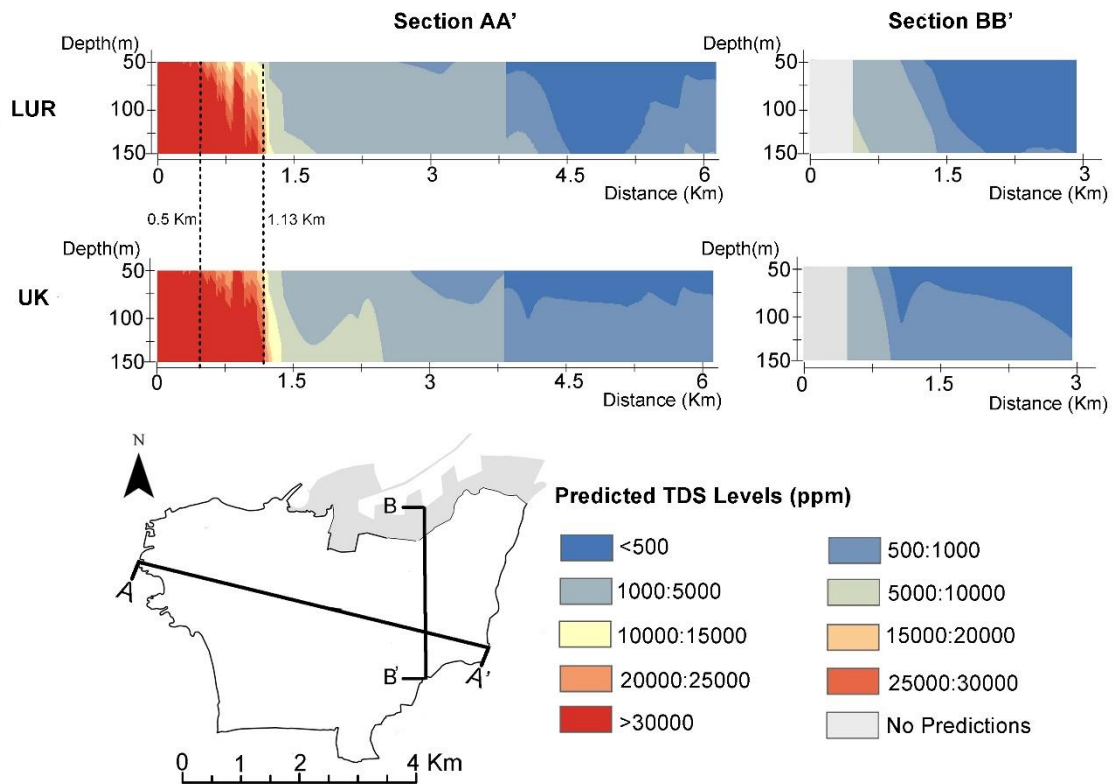 Section AA'
Section BB'
LUR
Depth(m)
50
100
150
0
1.5
3
4.5
6
Distance (Km)
Depth(m)
50
100
150
0
1.5
3
Distance (Km)
0.5 Km
1.13 Km
UK
Depth(m)
50
100
150
0
1.5
3
4.5
6
Distance (Km)
Depth(m)
50
100
150
0
1.5
3
Distance (Km)
N
B
A
B'
A'
0 1 2 4 Km
Predicted TDS Levels (ppm)
<500
500:1000
1000:5000
5000:10000
10000:15000
15000:20000
20000:25000
25000:30000
>30000
No Predictions